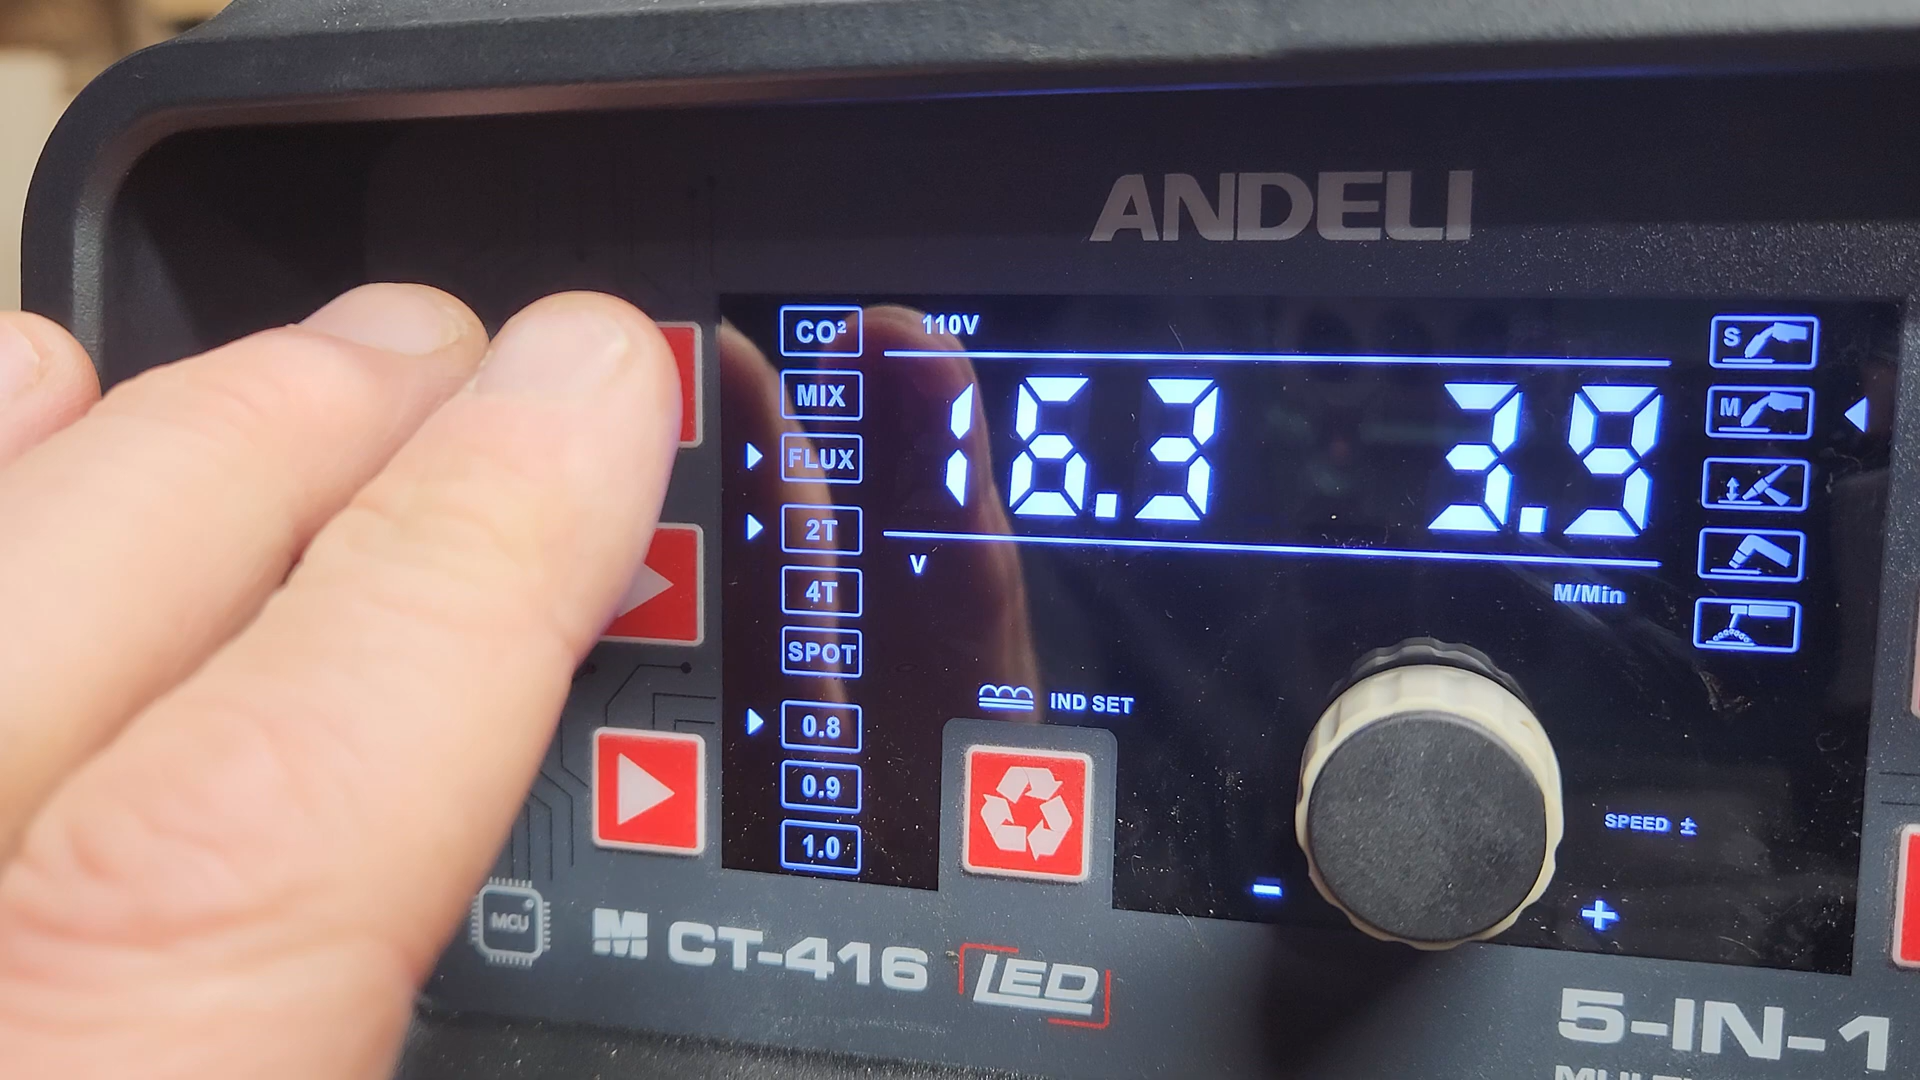 ANDELI
CO²
MIX
FLUX
2T
4T
SPOT
0.8
0.9
1.0
110V
16.3
3.9
V
M/Min
S
M
IND SET
SPEED ±
-
+
MCU
M CT-416
LED
5-IN-1